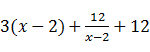 3(x − 2) + 12/(x−2) + 12